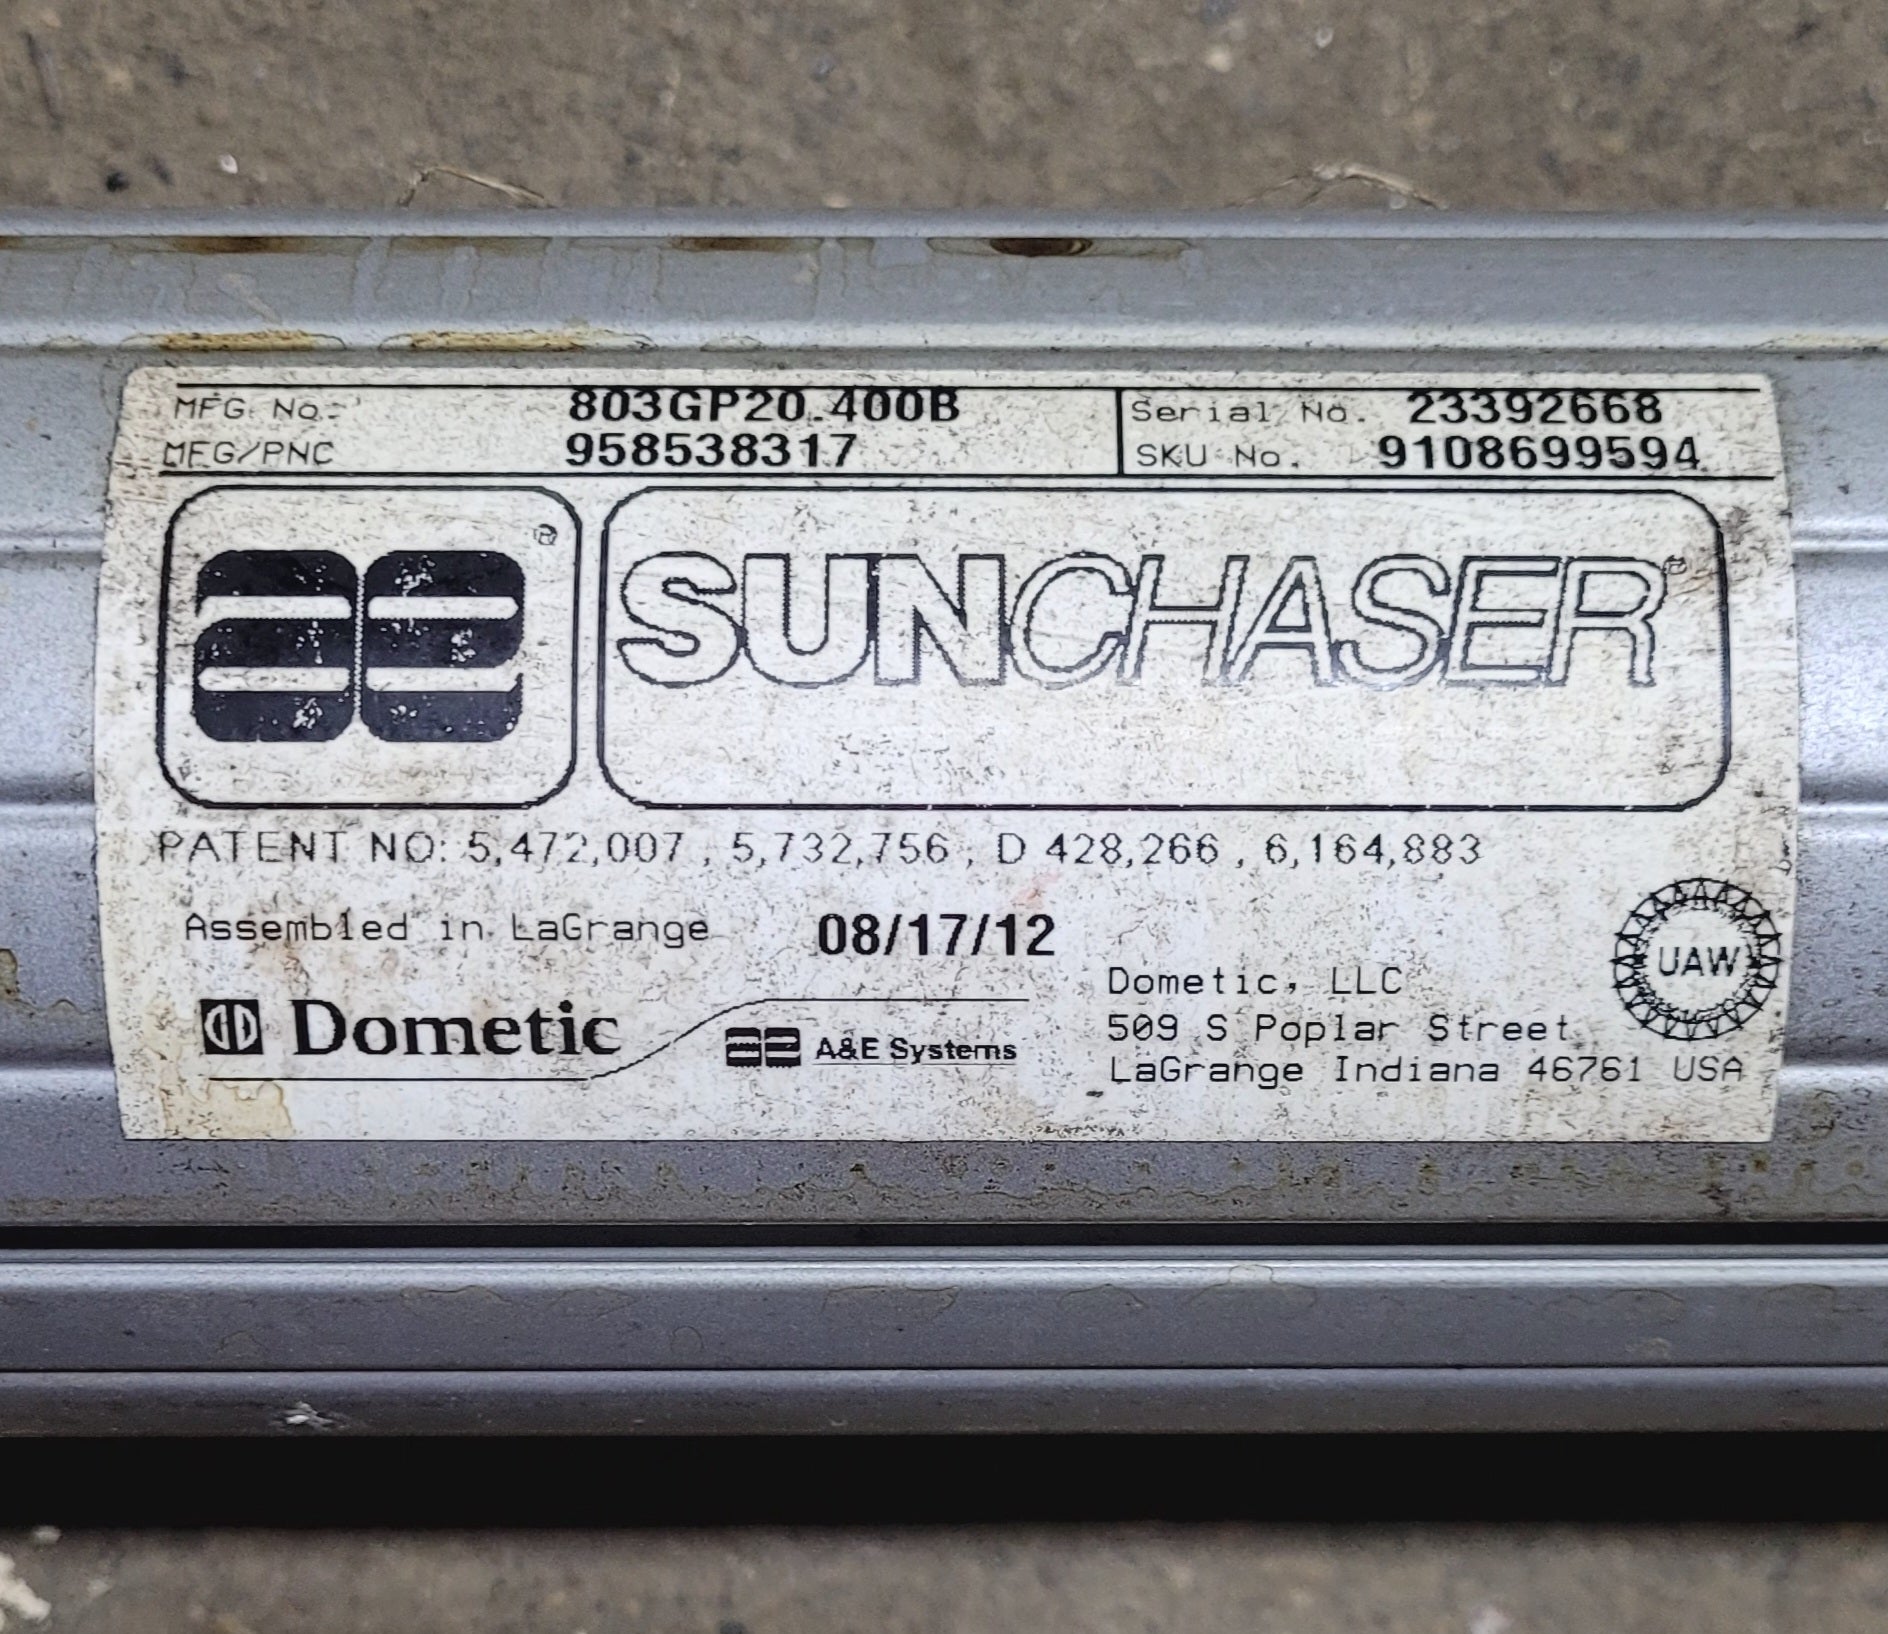 MFG. No. 803GP20.400B Serial No. 23392668
MFG/PNC 958538317 SKU No. 9108699594
ae® SUNCHASER®
PATENT NO: 5,472,007 , 5,732,756 , D 428,266 , 6,164,883
Assembled in LaGrange 08/17/12
UAW
Dometic
ae A&E Systems
Dometic, LLC
509 S Poplar Street
LaGrange Indiana 46761 USA